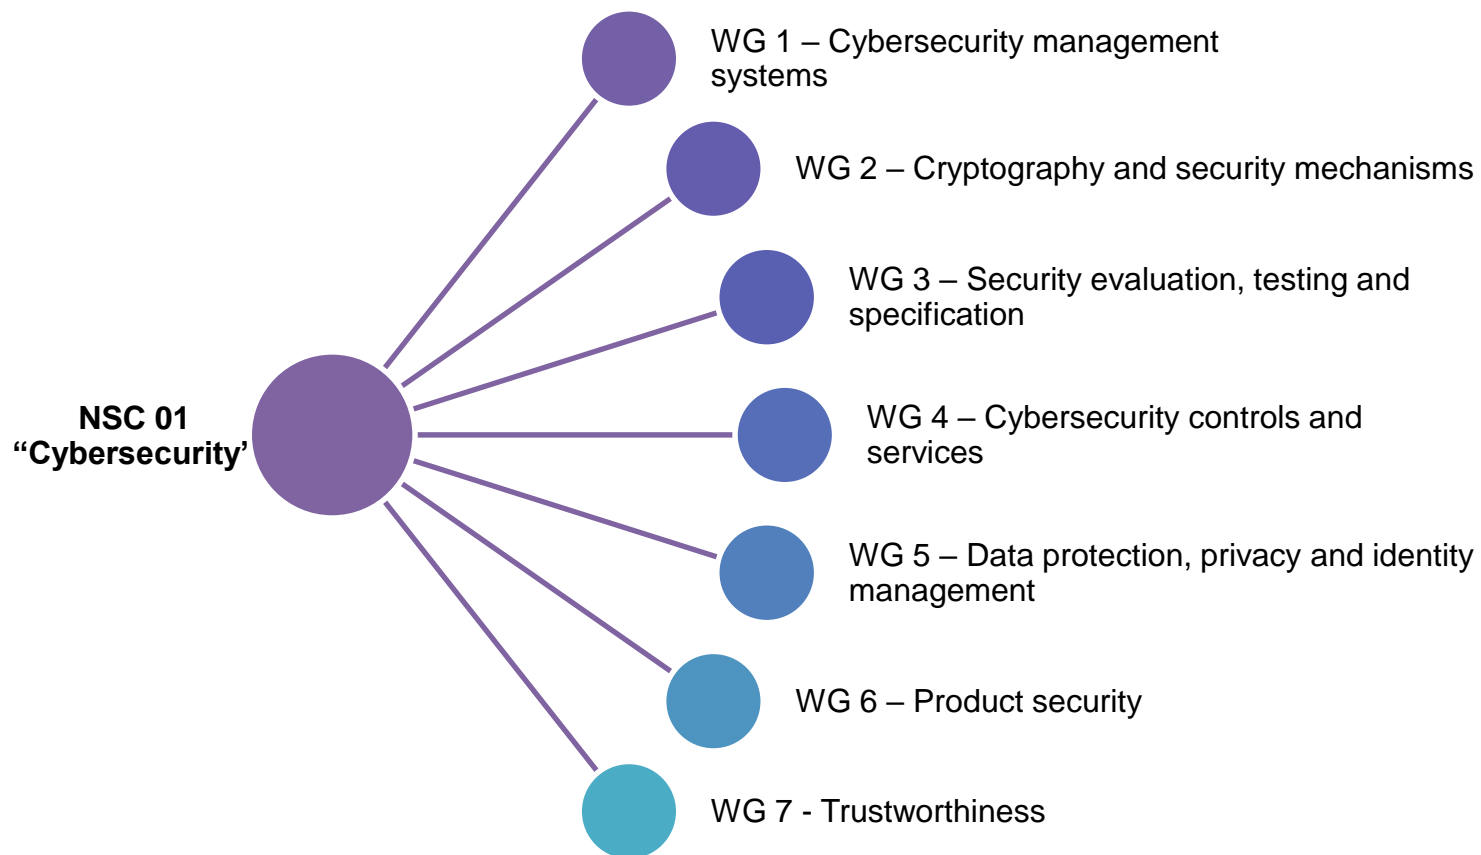 WG 1 – Cybersecurity management
systems
WG 2 – Cryptography and security mechanisms
WG 3 – Security evaluation, testing and
specification
NSC 01
“Cybersecurity’
WG 4 – Cybersecurity controls and
services
WG 5 – Data protection, privacy and identity
management
WG 6 – Product security
WG 7 - Trustworthiness